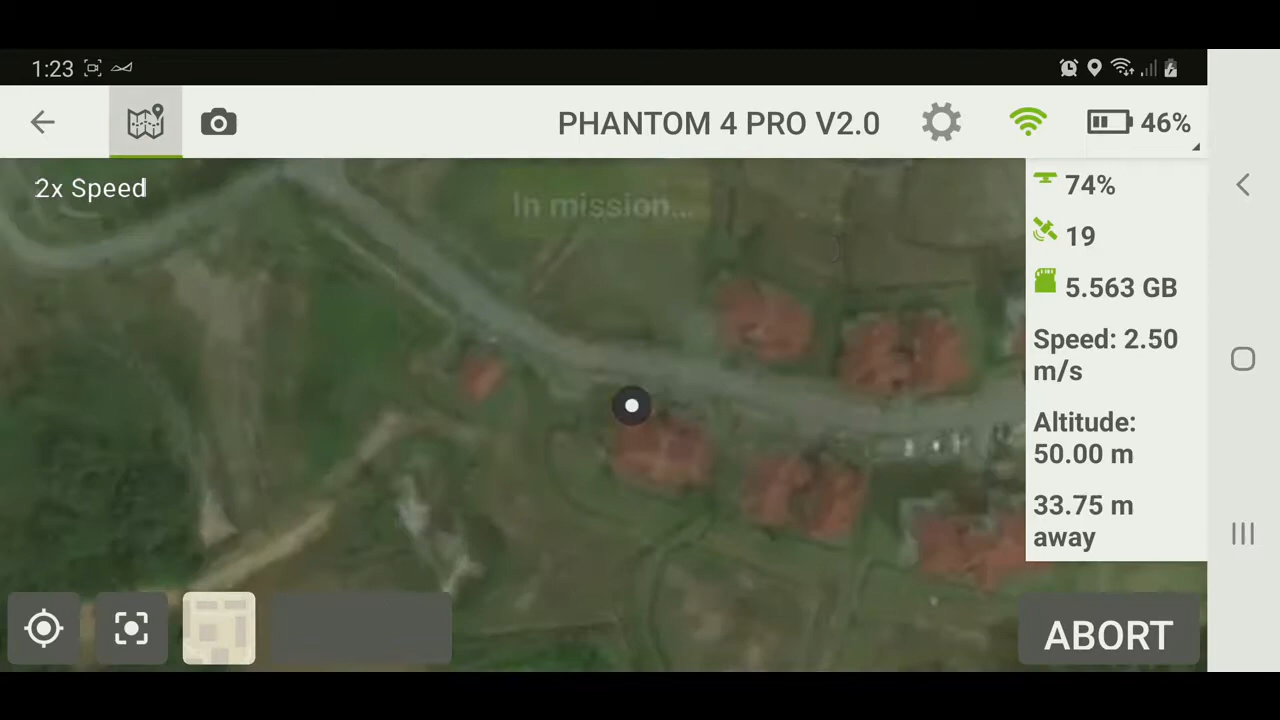 1:23
PHANTOM 4 PRO V2.0
46%
2x Speed
In mission...
74%
19
5.563 GB
Speed: 2.50
m/s
Altitude:
50.00 m
33.75 m
away
ABORT